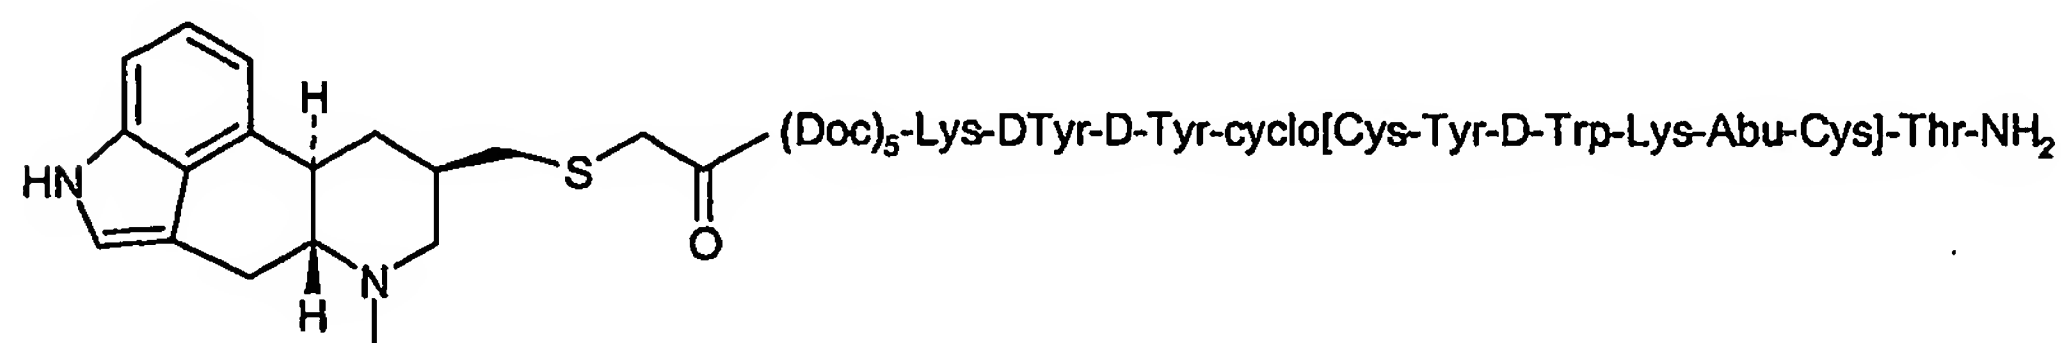 H
(Doc)5-Lys-DTyr-D-Tyr-cyclo[Cys-Tyr-D-Trp-Lys-Abu-Cys]-Thr-NH2
HN
S
O
N
H